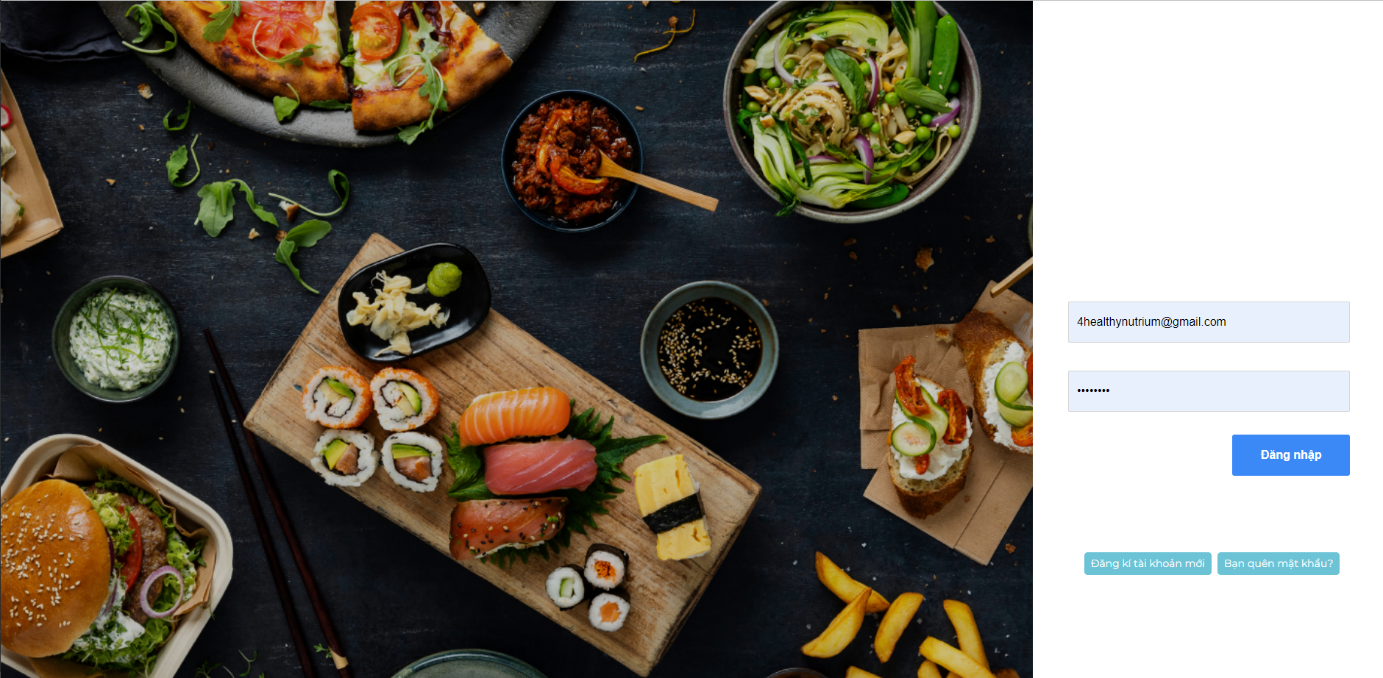 4healthynutrium@gmail.com
••••••••
Đăng nhập
Đăng kí tài khoản mới
Bạn quên mật khẩu?